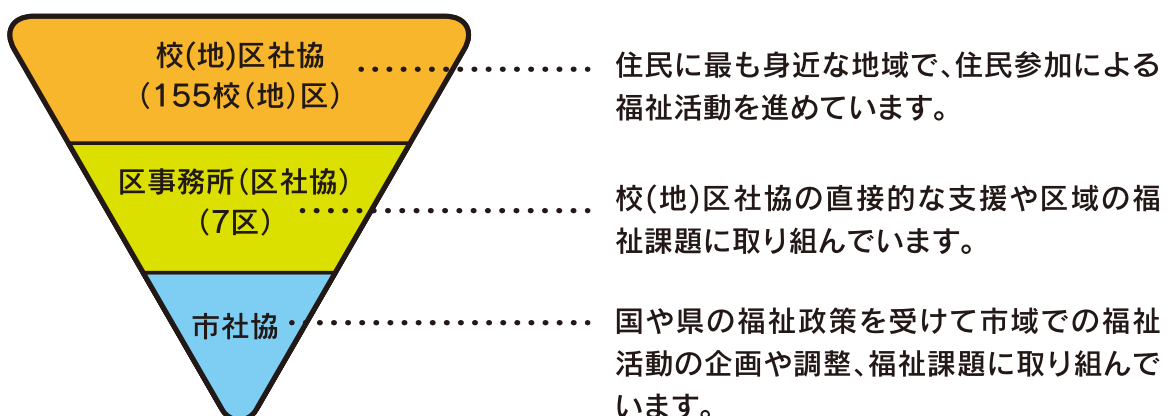 校(地)区社協
(155校(地)区)
住民に最も身近な地域で、住民参加による
福祉活動を進めています。
区事務所(区社協)
(7区)
校(地)区社協の直接的な支援や区域の福
祉課題に取り組んでいます。
市社協
国や県の福祉政策を受けて市域での福祉
活動の企画や調整、福祉課題に取り組んで
います。